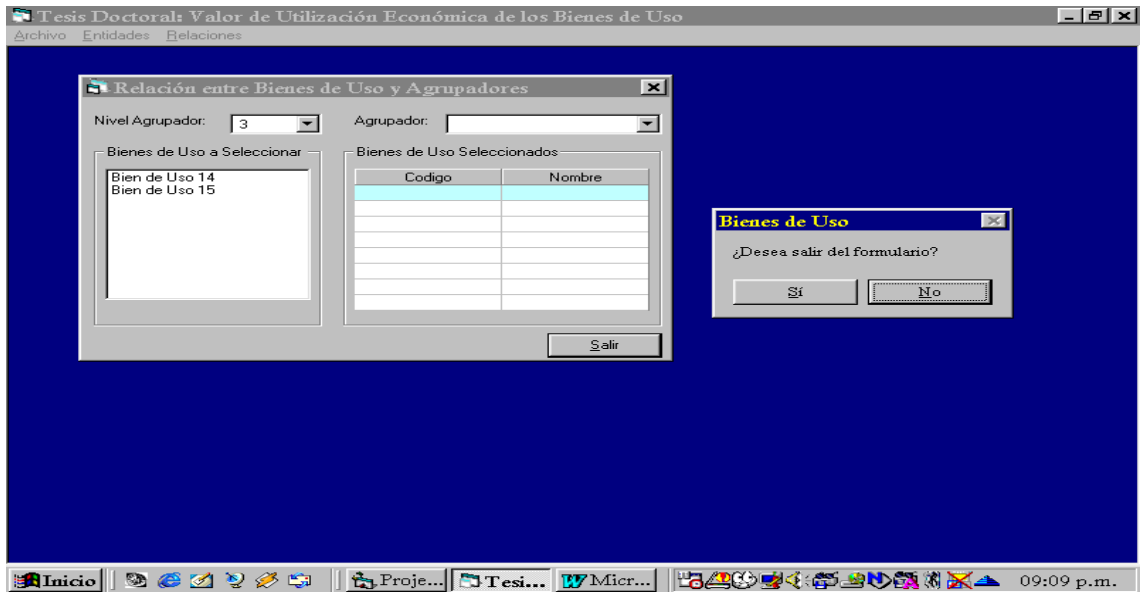 Tesis Doctoral: Valor de Utilización Económica de los Bienes de Uso
Archivo Entidades Relaciones
Relación entre Bienes de Uso y Agrupadores
Nivel Agrupador: 3 Agrupador:
Bienes de Uso a Seleccionar Bienes de Uso Seleccionados
Bien de Uso 14
Bien de Uso 15
Codigo Nombre
Salir
Bienes de Uso
¿Desea salir del formulario?
Sí No
Inicio Proje... Tesi... Micr... 09:09 p.m.